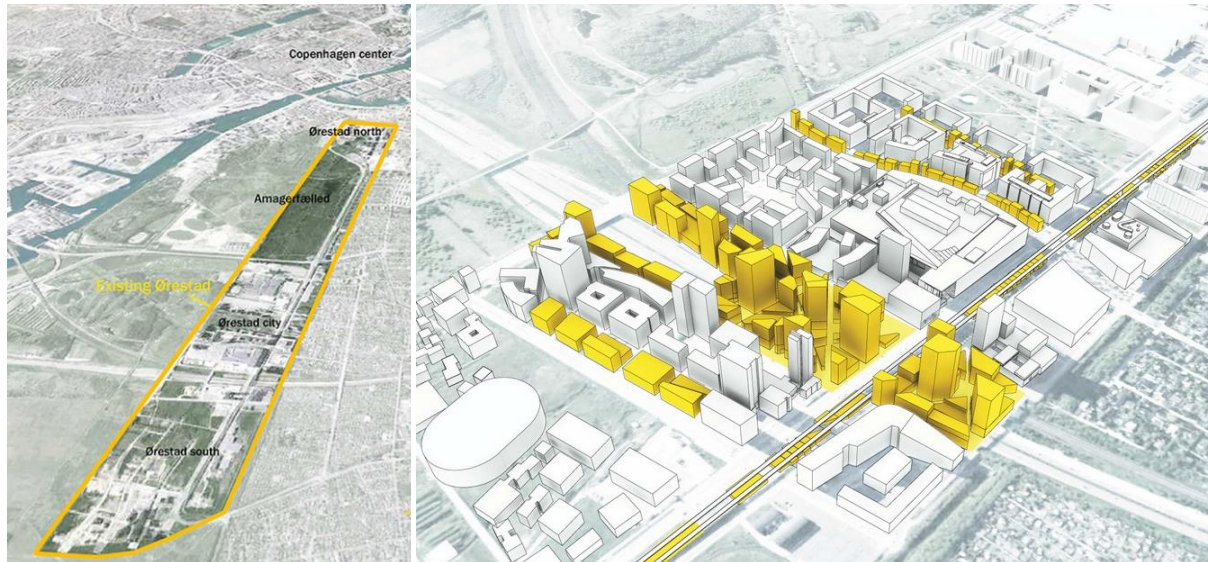 Copenhagen center
Ørestad north
Amagerfælled
Existing Ørestad
Ørestad city
Ørestad south